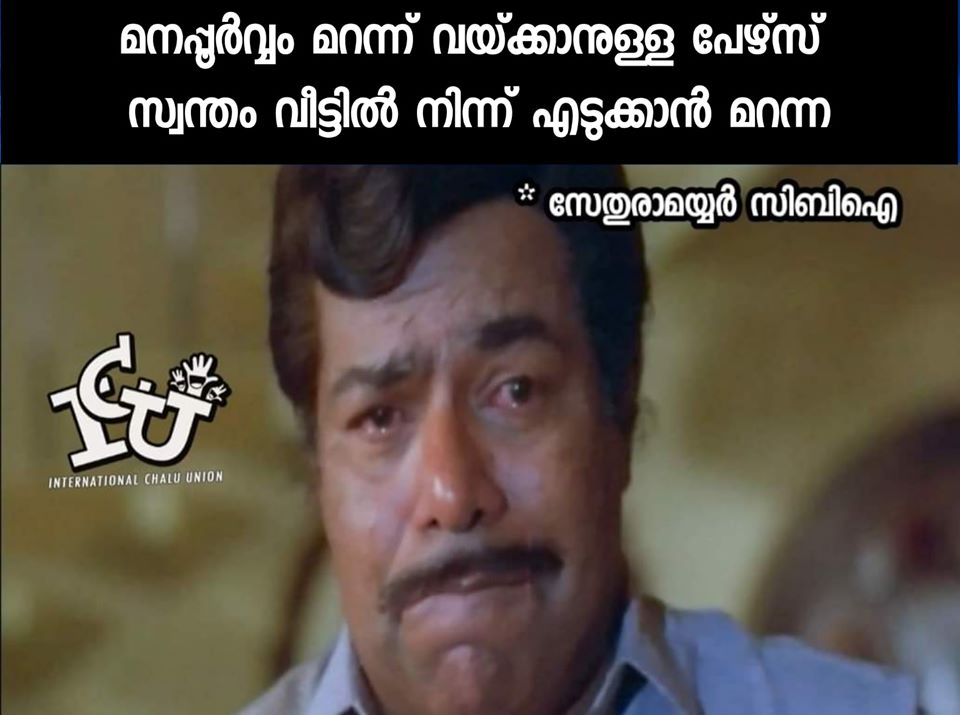 മനപ്പൂർവ്വം മറന്ന് വയ്ക്കാനുള്ള പേഴ്സ്
സ്വന്തം വീട്ടിൽ നിന്ന് എടുക്കാൻ മറന്ന
* സേതുരാമയ്യർ സിബിഐ
ICU
INTERNATIONAL CHALU UNION